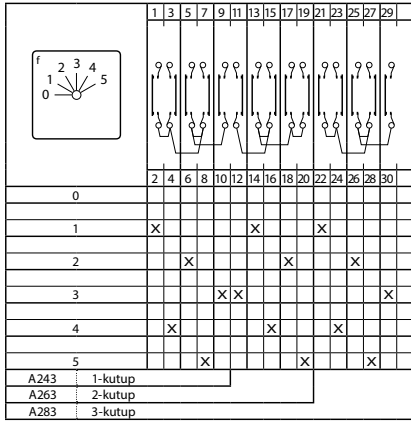 1 3 5 7 9 11 13 15 17 19 21 23 25 27 29
f
0 1 2 3 4 5
2 4 6 8 10 12 14 16 18 20 22 24 26 28 30
0
1 X X X
2 X X X
3 X X X
4 X X X
5 X X X
A243 1-kutup
A263 2-kutup
A283 3-kutup